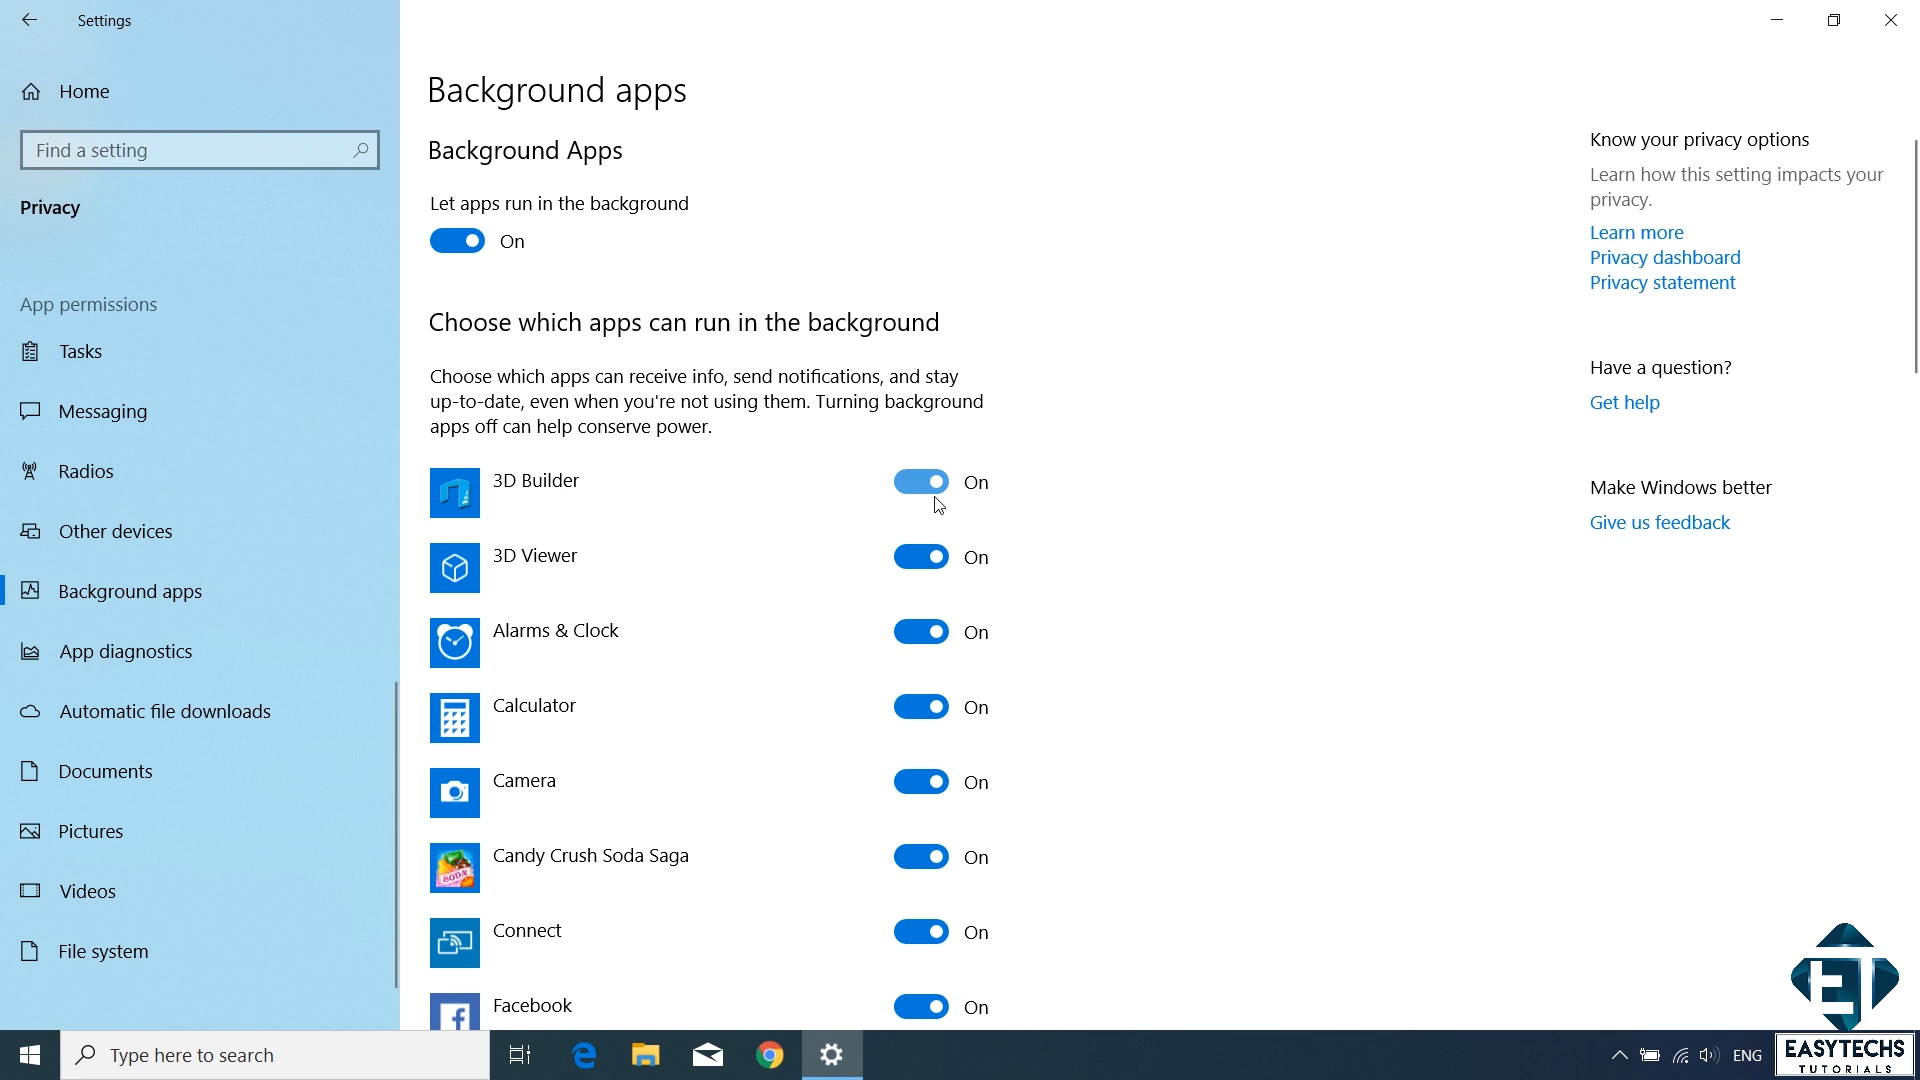 Settings
Home
Find a setting
Privacy
App permissions
Tasks
Messaging
Radios
Other devices
Background apps
App diagnostics
Automatic file downloads
Documents
Pictures
Videos
File system
Background apps
Background Apps
Let apps run in the background
On
Choose which apps can run in the background
Choose which apps can receive info, send notifications, and stay
up-to-date, even when you're not using them. Turning background
apps off can help conserve power.
3D Builder On
3D Viewer On
Alarms & Clock On
Calculator On
Camera On
Candy Crush Soda Saga On
SODA
Connect On
Facebook On
Know your privacy options
Learn how this setting impacts your
privacy.
Learn more
Privacy dashboard
Privacy statement
Have a question?
Get help
Make Windows better
Give us feedback
Type here to search
ENG
ET
EASYTECHS
TUTORIALS